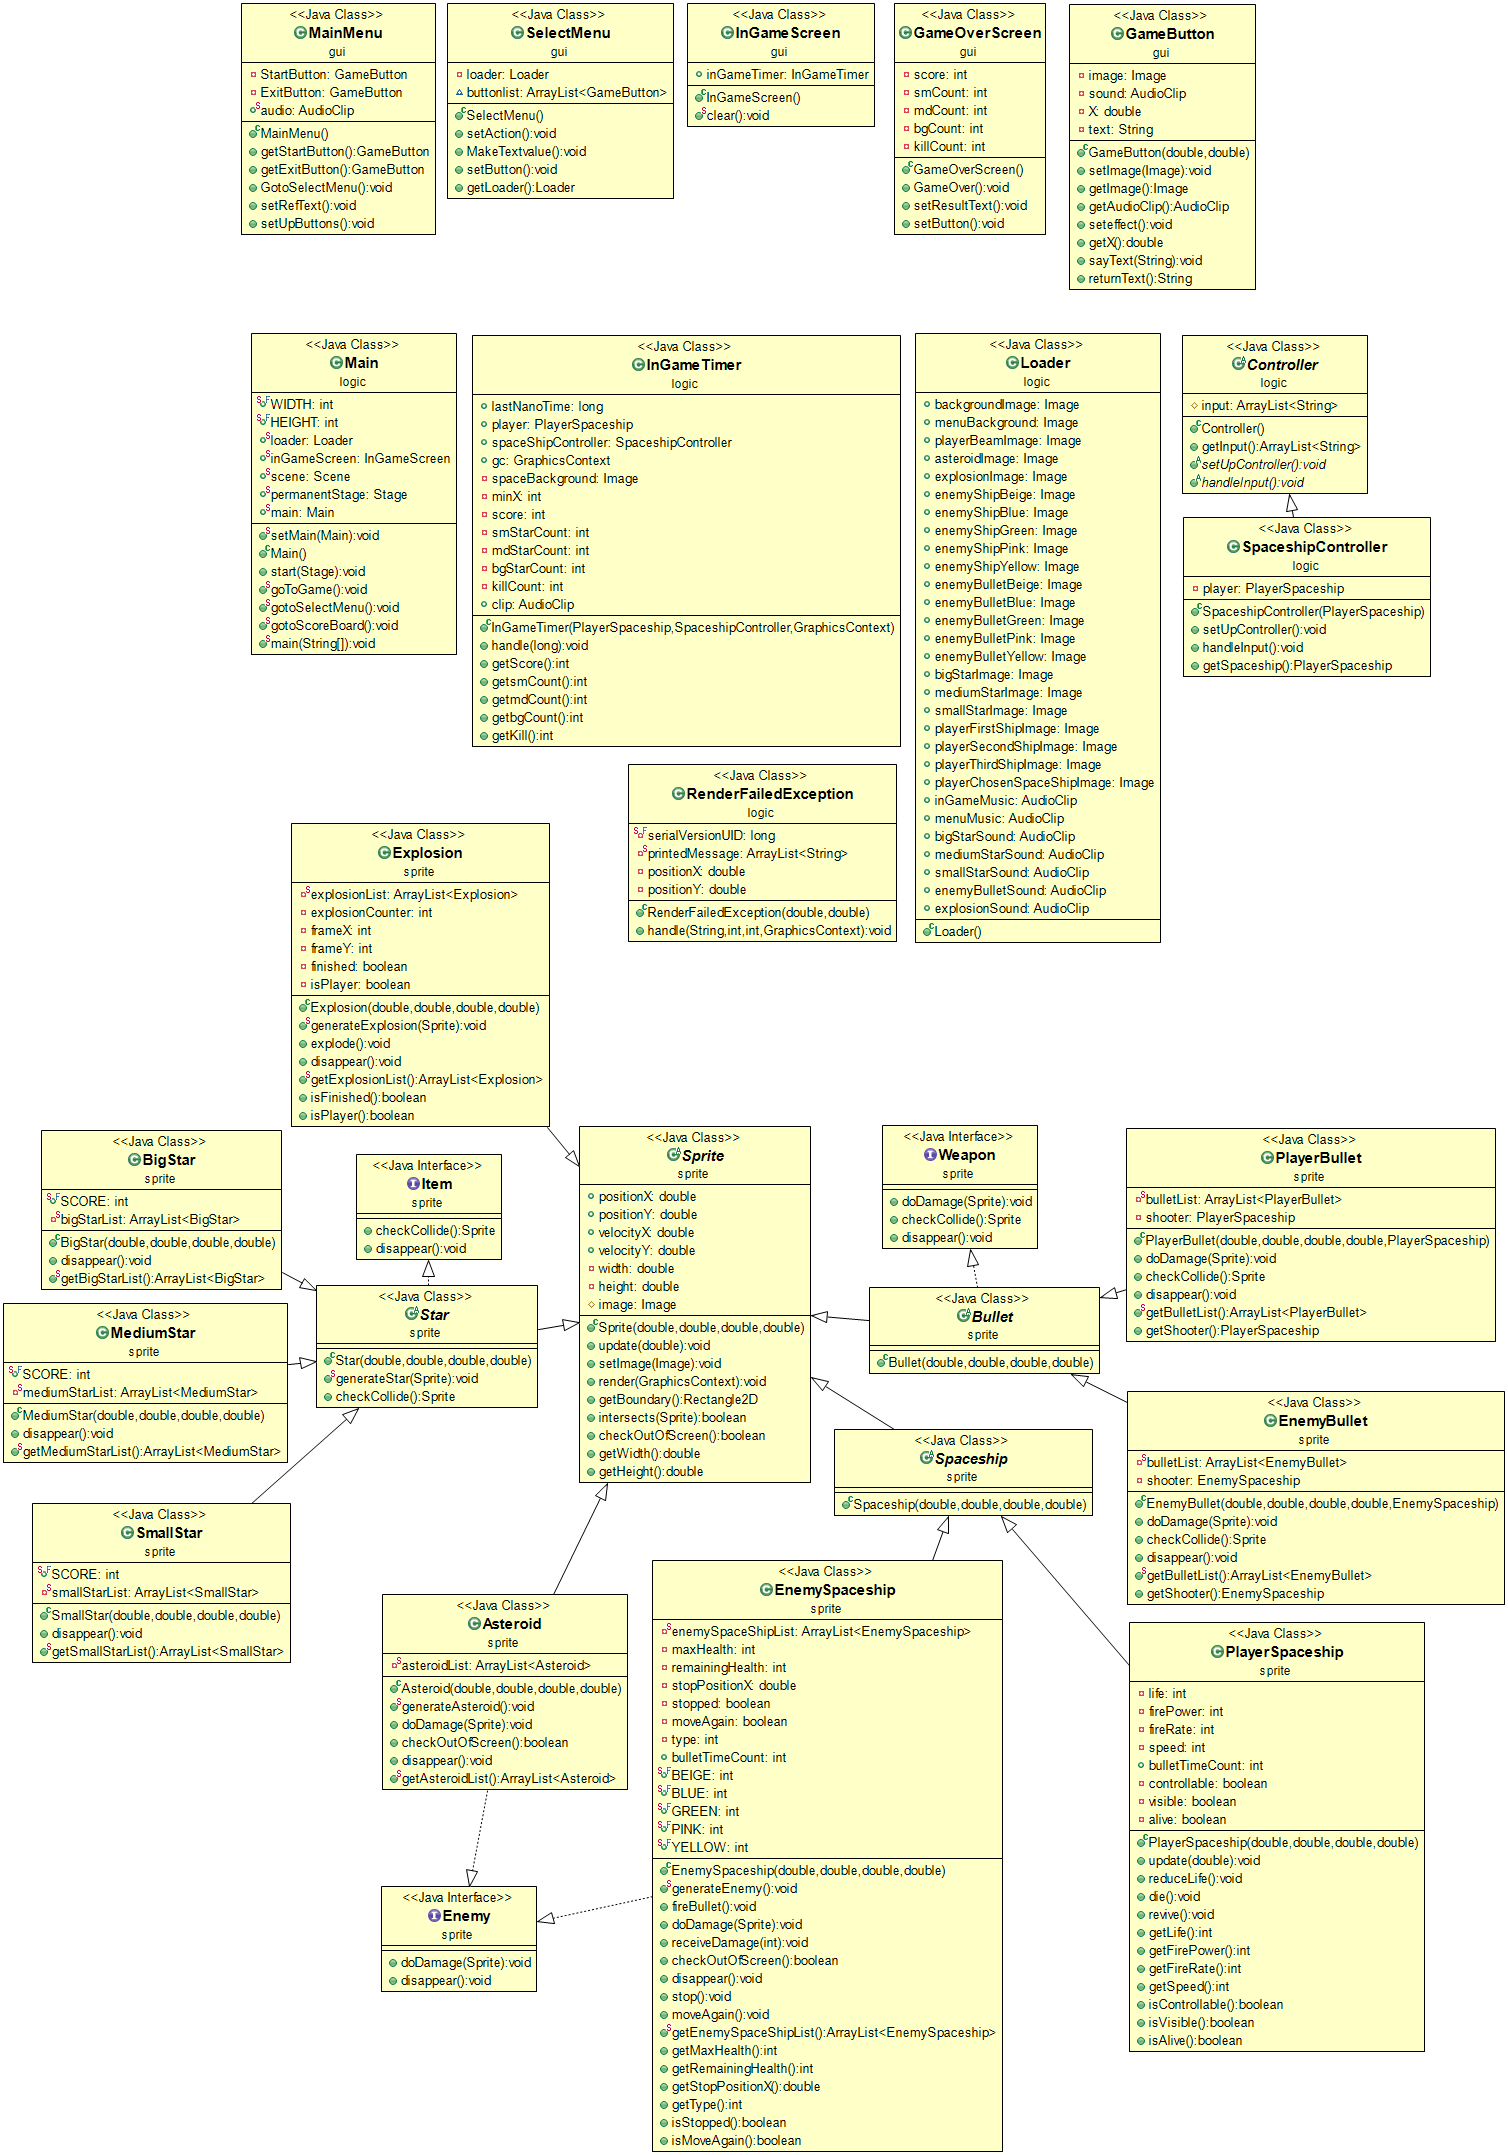 <<Java Class>>
MainMenu
gui
StartButton: GameButton
ExitButton: GameButton
audio: AudioClip
MainMenu()
getStartButton():GameButton
getExitButton():GameButton
GotoSelectMenu():void
setRefText():void
setUpButtons():void
<<Java Class>>
SelectMenu
gui
loader: Loader
buttonlist: ArrayList<GameButton>
SelectMenu()
setAction():void
MakeTextvalue():void
setButton():void
getLoader():Loader
<<Java Class>>
InGameScreen
gui
inGameTimer: InGameTimer
InGameScreen()
clear():void
<<Java Class>>
GameOverScreen
gui
score: int
smCount: int
mdCount: int
bgCount: int
killCount: int
GameOverScreen()
GameOver():void
setResultText():void
setButton():void
<<Java Class>>
GameButton
gui
image: Image
sound: AudioClip
X: double
text: String
GameButton(double,double)
setImage(Image):void
getImage():Image
getAudioClip():AudioClip
seteffect():void
getX():double
sayText(String):void
returnText():String
<<Java Class>>
Main
logic
WIDTH: int
HEIGHT: int
loader: Loader
inGameScreen: InGameScreen
scene: Scene
permanentStage: Stage
main: Main
setMain(Main):void
Main()
start(Stage):void
goToGame():void
gotoSelectMenu():void
gotoScoreBoard():void
main(String[]):void
<<Java Class>>
InGameTimer
logic
lastNanoTime: long
player: PlayerSpaceship
spaceShipController: SpaceshipController
gc: GraphicsContext
spaceBackground: Image
minX: int
score: int
smStarCount: int
mdStarCount: int
bgStarCount: int
killCount: int
clip: AudioClip
InGameTimer(PlayerSpaceship,SpaceshipController,GraphicsContext)
handle(long):void
getScore():int
getsmCount():int
getmdCount():int
getbgCount():int
getKill():int
<<Java Class>>
Loader
logic
backgroundImage: Image
menuBackground: Image
playerBeamImage: Image
asteroidImage: Image
explosionImage: Image
enemyShipBeige: Image
enemyShipBlue: Image
enemyShipGreen: Image
enemyShipPink: Image
enemyShipYellow: Image
enemyBulletBeige: Image
enemyBulletBlue: Image
enemyBulletGreen: Image
enemyBulletPink: Image
enemyBulletYellow: Image
bigStarImage: Image
mediumStarImage: Image
smallStarImage: Image
playerFirstShipImage: Image
playerSecondShipImage: Image
playerThirdShipImage: Image
playerChosenSpaceShipImage: Image
inGameMusic: AudioClip
menuMusic: AudioClip
bigStarSound: AudioClip
mediumStarSound: AudioClip
smallStarSound: AudioClip
enemyBulletSound: AudioClip
explosionSound: AudioClip
Loader()
<<Java Class>>
Controller
logic
input: ArrayList<String>
Controller()
getInput():ArrayList<String>
setUpController():void
handleInput():void
<<Java Class>>
SpaceshipController
logic
player: PlayerSpaceship
SpaceshipController(PlayerSpaceship)
setUpController():void
handleInput():void
getSpaceship():PlayerSpaceship
<<Java Class>>
RenderFailedException
logic
serialVersionUID: long
printedMessage: ArrayList<String>
positionX: double
positionY: double
RenderFailedException(double,double)
handle(String,int,int,GraphicsContext):void
<<Java Class>>
Explosion
sprite
explosionList: ArrayList<Explosion>
explosionCounter: int
frameX: int
frameY: int
finished: boolean
isPlayer: boolean
Explosion(double,double,double,double)
generateExplosion(Sprite):void
explode():void
disappear():void
getExplosionList():ArrayList<Explosion>
isFinished():boolean
isPlayer():boolean
<<Java Class>>
BigStar
sprite
SCORE: int
bigStarList: ArrayList<BigStar>
BigStar(double,double,double,double)
disappear():void
getBigStarList():ArrayList<BigStar>
<<Java Interface>>
Item
sprite
checkCollide():Sprite
disappear():void
<<Java Class>>
Sprite
sprite
positionX: double
positionY: double
velocityX: double
velocityY: double
width: double
height: double
image: Image
Sprite(double,double,double,double)
update(double):void
setImage(Image):void
render(GraphicsContext):void
getBoundary():Rectangle2D
intersects(Sprite):boolean
checkOutOfScreen():boolean
getWidth():double
getHeight():double
<<Java Interface>>
Weapon
sprite
doDamage(Sprite):void
checkCollide():Sprite
disappear():void
<<Java Class>>
PlayerBullet
sprite
bulletList: ArrayList<PlayerBullet>
shooter: PlayerSpaceship
PlayerBullet(double,double,double,double,PlayerSpaceship)
doDamage(Sprite):void
checkCollide():Sprite
disappear():void
getBulletList():ArrayList<PlayerBullet>
getShooter():PlayerSpaceship
<<Java Class>>
Star
sprite
Star(double,double,double,double)
generateStar(Sprite):void
checkCollide():Sprite
<<Java Class>>
Bullet
sprite
Bullet(double,double,double,double)
<<Java Class>>
MediumStar
sprite
SCORE: int
mediumStarList: ArrayList<MediumStar>
MediumStar(double,double,double,double)
disappear():void
getMediumStarList():ArrayList<MediumStar>
<<Java Class>>
EnemyBullet
sprite
bulletList: ArrayList<EnemyBullet>
shooter: EnemySpaceship
EnemyBullet(double,double,double,double,EnemySpaceship)
doDamage(Sprite):void
checkCollide():Sprite
disappear():void
getBulletList():ArrayList<EnemyBullet>
getShooter():EnemySpaceship
<<Java Class>>
Spaceship
sprite
Spaceship(double,double,double,double)
<<Java Class>>
SmallStar
sprite
SCORE: int
smallStarList: ArrayList<SmallStar>
SmallStar(double,double,double,double)
disappear():void
getSmallStarList():ArrayList<SmallStar>
<<Java Class>>
Asteroid
sprite
asteroidList: ArrayList<Asteroid>
Asteroid(double,double,double,double)
generateAsteroid():void
doDamage(Sprite):void
checkOutOfScreen():boolean
disappear():void
getAsteroidList():ArrayList<Asteroid>
<<Java Class>>
EnemySpaceship
sprite
enemySpaceShipList: ArrayList<EnemySpaceship>
maxHealth: int
remainingHealth: int
stopPositionX: double
stopped: boolean
moveAgain: boolean
type: int
bulletTimeCount: int
BEIGE: int
BLUE: int
GREEN: int
PINK: int
YELLOW: int
EnemySpaceship(double,double,double,double)
generateEnemy():void
fireBullet():void
doDamage(Sprite):void
receiveDamage(int):void
checkOutOfScreen():boolean
disappear():void
stop():void
moveAgain():void
getEnemySpaceShipList():ArrayList<EnemySpaceship>
getMaxHealth():int
getRemainingHealth():int
getStopPositionX():double
getType():int
isStopped():boolean
isMoveAgain():boolean
<<Java Class>>
PlayerSpaceship
sprite
life: int
firePower: int
fireRate: int
speed: int
bulletTimeCount: int
controllable: boolean
visible: boolean
alive: boolean
PlayerSpaceship(double,double,double,double)
update(double):void
reduceLife():void
die():void
revive():void
getLife():int
getFirePower():int
getFireRate():int
getSpeed():int
isControllable():boolean
isVisible():boolean
isAlive():boolean
<<Java Interface>>
Enemy
sprite
doDamage(Sprite):void
disappear():void